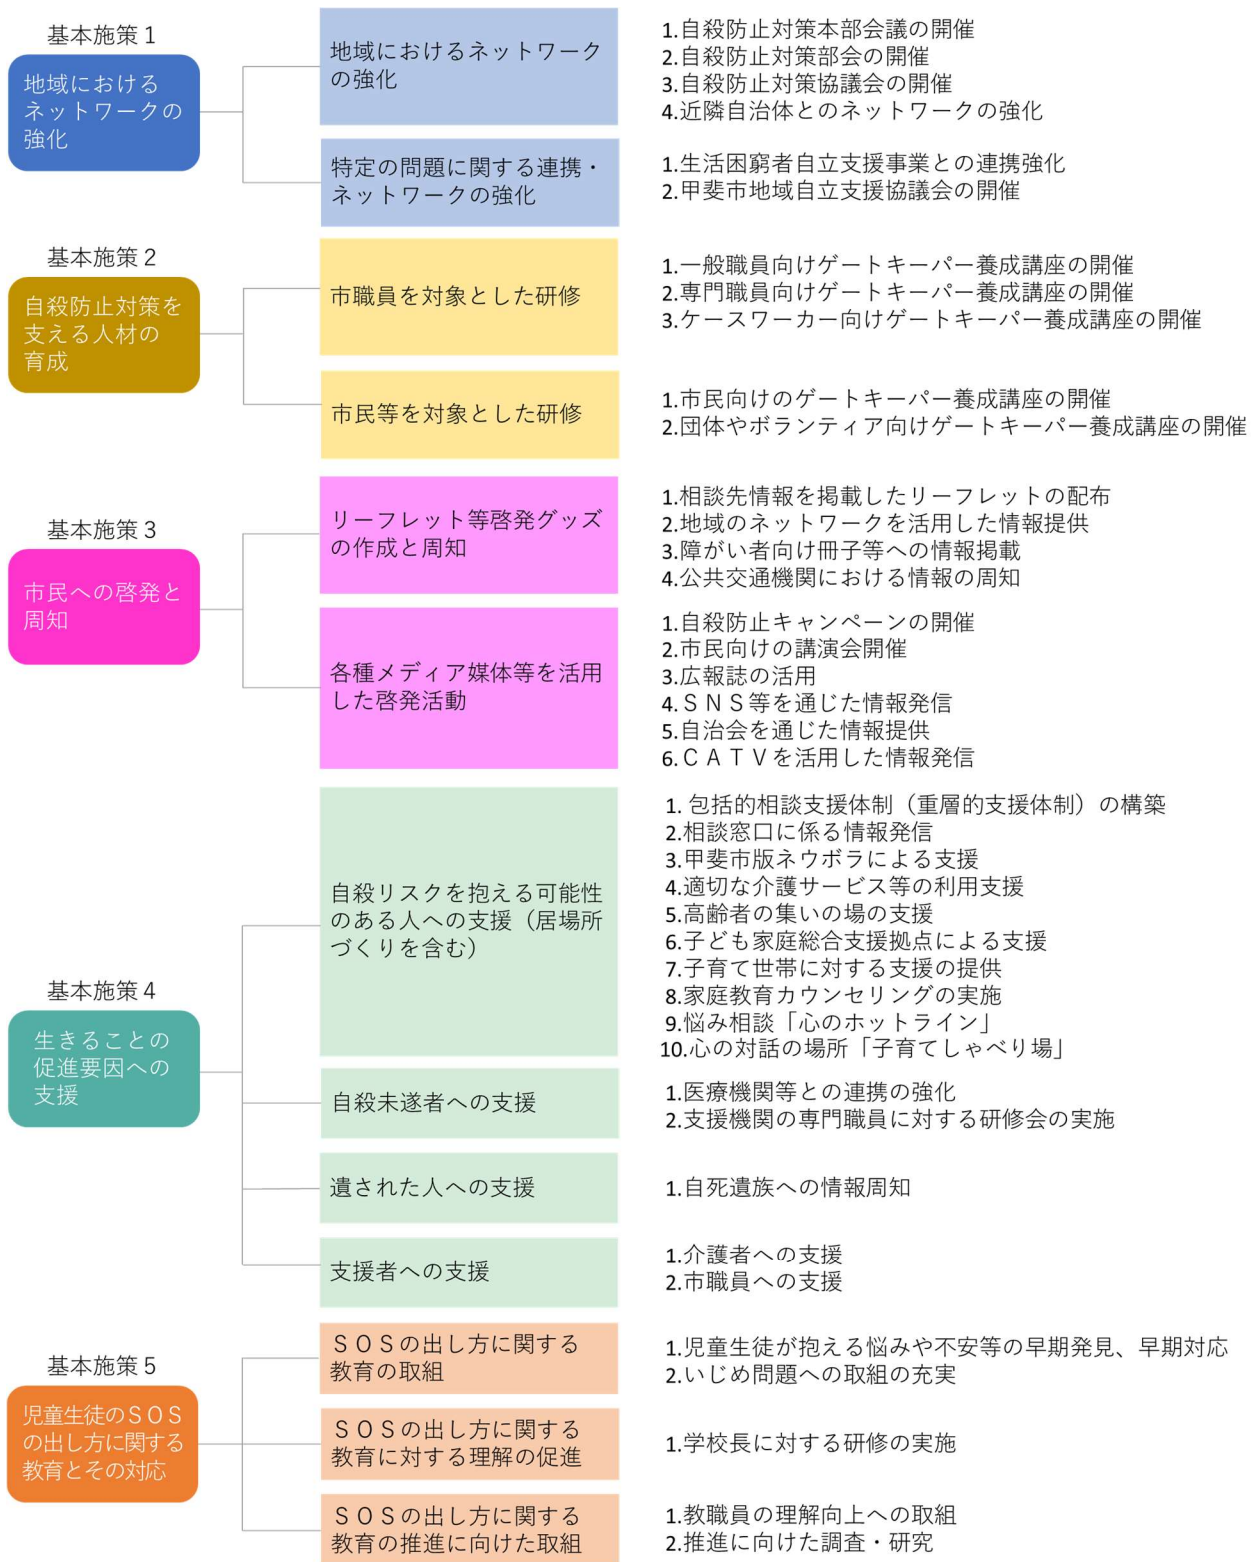 基本施策１
地域における
ネットワークの
強化
地域におけるネットワーク
の強化
1.自殺防止対策本部会議の開催
2.自殺防止対策部会の開催
3.自殺防止対策協議会の開催
4.近隣自治体とのネットワークの強化
特定の問題に関する連携・
ネットワークの強化
1.生活困窮者自立支援事業との連携強化
2.甲斐市地域自立支援協議会の開催
基本施策２
自殺防止対策を
支える人材の
育成
市職員を対象とした研修
1.一般職員向けゲートキーパー養成講座の開催
2.専門職員向けゲートキーパー養成講座の開催
3.ケースワーカー向けゲートキーパー養成講座の開催
市民等を対象とした研修
1.市民向けのゲートキーパー養成講座の開催
2.団体やボランティア向けゲートキーパー養成講座の開催
基本施策３
市民への啓発と
周知
リーフレット等啓発グッズ
の作成と周知
1.相談先情報を掲載したリーフレットの配布
2.地域のネットワークを活用した情報提供
3.障がい者向け冊子等への情報掲載
4.公共交通機関における情報の周知
各種メディア媒体等を活用
した啓発活動
1.自殺防止キャンペーンの開催
2.市民向けの講演会開催
3.広報誌の活用
4.ＳＮＳ等を通じた情報発信
5.自治会を通じた情報提供
6.ＣＡＴＶを活用した情報発信
基本施策４
生きることの
促進要因への
支援
自殺リスクを抱える可能性
のある人への支援（居場所
づくりを含む）
1. 包括的相談支援体制（重層的支援体制）の構築
2.相談窓口に係る情報発信
3.甲斐市版ネウボラによる支援
4.適切な介護サービス等の利用支援
5.高齢者の集いの場の支援
6.子ども家庭総合支援拠点による支援
7.子育て世帯に対する支援の提供
8.家庭教育カウンセリングの実施
9.悩み相談「心のホットライン」
10.心の対話の場所「子育てしゃべり場」
自殺未遂者への支援
1.医療機関等との連携の強化
2.支援機関の専門職員に対する研修会の実施
遺された人への支援
1.自死遺族への情報周知
支援者への支援
1.介護者への支援
2.市職員への支援
基本施策５
児童生徒のＳＯＳ
の出し方に関する
教育とその対応
ＳＯＳの出し方に関する
教育の取組
1.児童生徒が抱える悩みや不安等の早期発見、早期対応
2.いじめ問題への取組の充実
ＳＯＳの出し方に関する
教育に対する理解の促進
1.学校長に対する研修の実施
ＳＯＳの出し方に関する
教育の推進に向けた取組
1.教職員の理解向上への取組
2.推進に向けた調査・研究